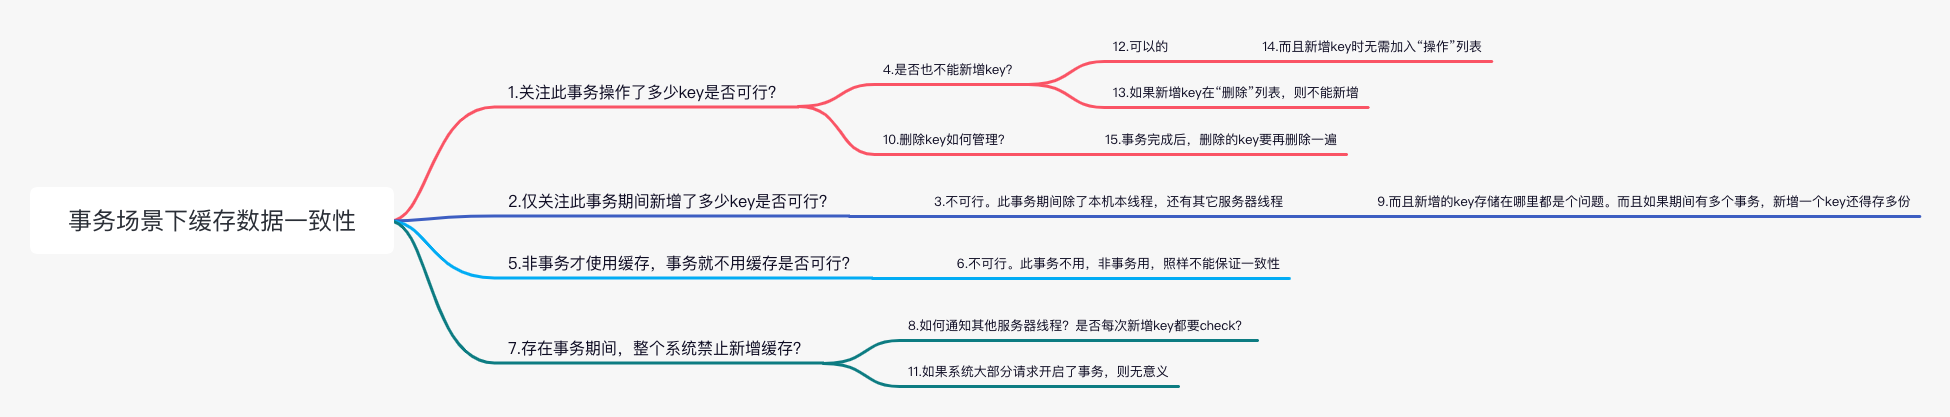 事务场景下缓存数据一致性
1.关注此事务操作了多少key是否可行？
4.是否也不能新增key？
12.可以的
14.而且新增key时无需加入“操作”列表
13.如果新增key在“删除”列表，则不能新增
10.删除key如何管理？
15.事务完成后，删除的key要再删除一遍
2.仅关注此事务期间新增了多少key是否可行？
3.不可行。此事务期间除了本机本线程，还有其它服务器线程
9.而且新增的key存储在哪里都是个问题。而且如果期间有多个事务，新增一个key还得存多份
5.非事务才使用缓存，事务就不用缓存是否可行？
6.不可行。此事务不用，非事务用，照样不能保证一致性
7.存在事务期间，整个系统禁止新增缓存？
8.如何通知其他服务器线程？是否每次新增key都要check？
11.如果系统大部分请求开启了事务，则无意义